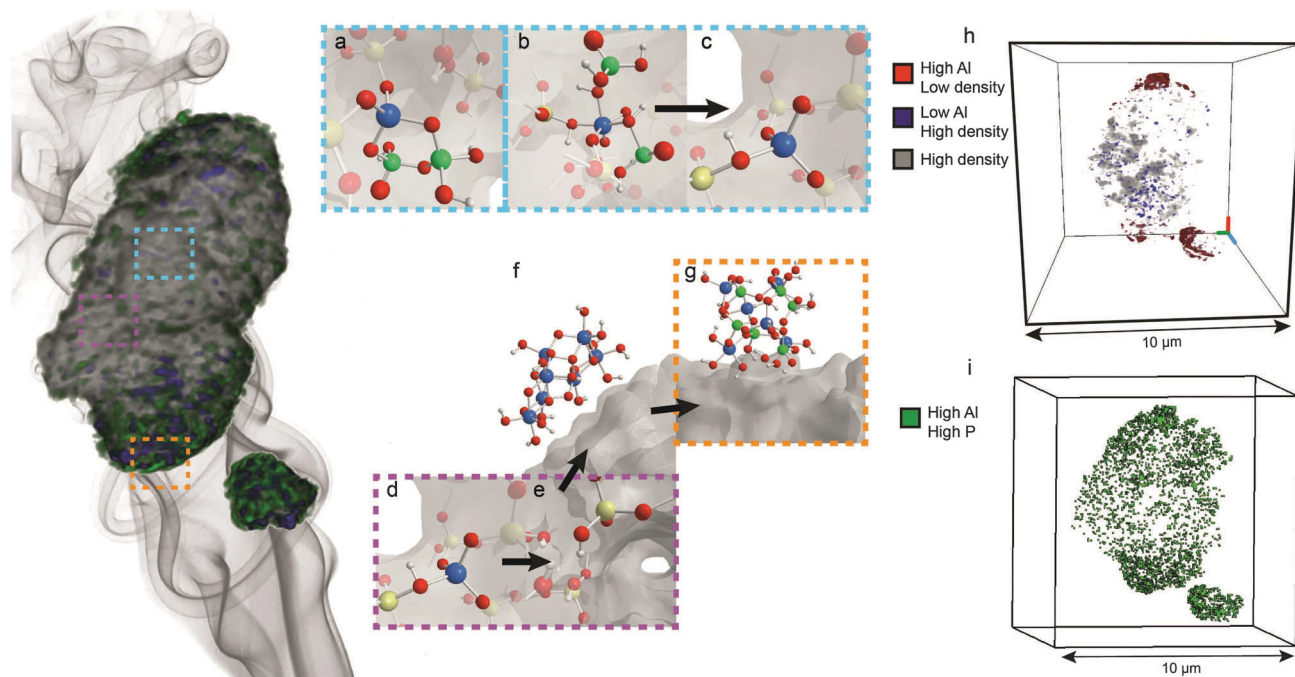 a
b
c
d
e
f
g
h
High Al
Low density
Low Al
High density
High density
10 μm
i
High Al
High P
10 μm